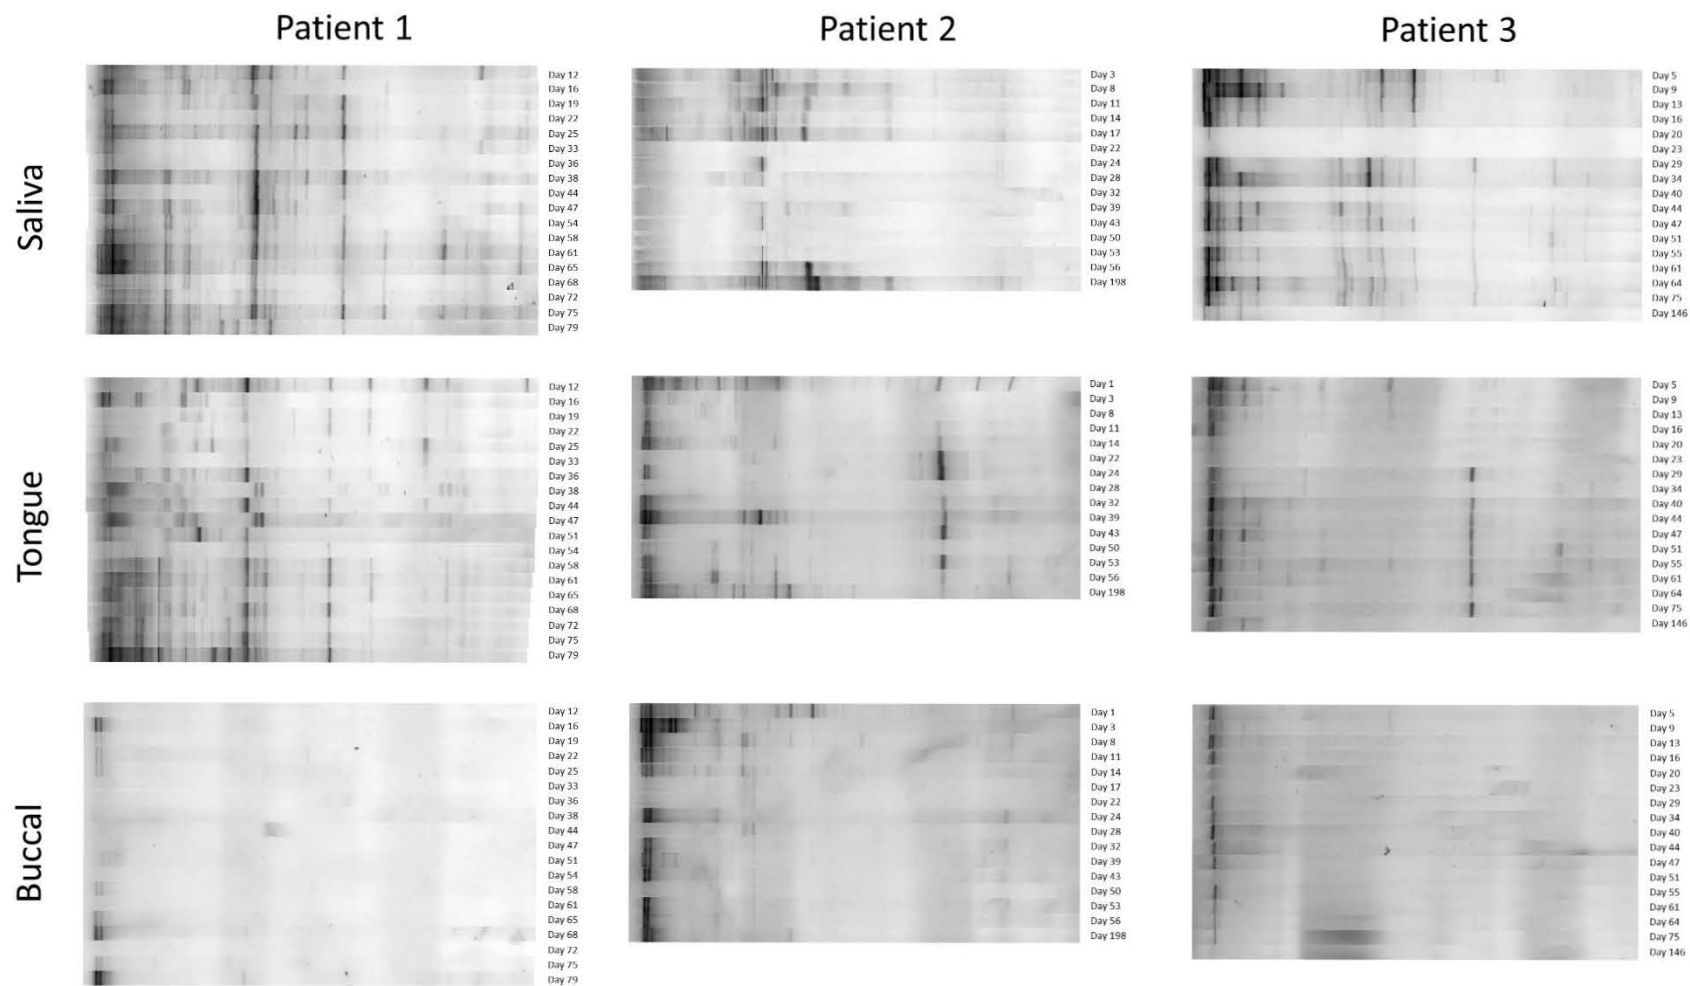 Patient 1
Patient 2
Patient 3
Saliva
Day 12
Day 16
Day 19
Day 22
Day 25
Day 33
Day 36
Day 38
Day 44
Day 47
Day 54
Day 58
Day 61
Day 65
Day 68
Day 72
Day 75
Day 79
Day 3
Day 8
Day 11
Day 14
Day 17
Day 22
Day 24
Day 28
Day 32
Day 39
Day 43
Day 50
Day 53
Day 56
Day 198
Day 5
Day 9
Day 13
Day 16
Day 20
Day 23
Day 29
Day 34
Day 40
Day 44
Day 47
Day 51
Day 55
Day 61
Day 64
Day 75
Day 146
Tongue
Day 12
Day 16
Day 19
Day 22
Day 25
Day 33
Day 36
Day 38
Day 44
Day 47
Day 51
Day 54
Day 58
Day 61
Day 65
Day 68
Day 72
Day 75
Day 79
Day 1
Day 3
Day 8
Day 11
Day 14
Day 22
Day 24
Day 28
Day 32
Day 39
Day 43
Day 50
Day 53
Day 56
Day 198
Day 5
Day 9
Day 13
Day 16
Day 20
Day 23
Day 29
Day 34
Day 40
Day 44
Day 47
Day 51
Day 55
Day 61
Day 64
Day 75
Day 146
Buccal
Day 12
Day 16
Day 19
Day 22
Day 25
Day 33
Day 36
Day 38
Day 44
Day 47
Day 51
Day 54
Day 58
Day 61
Day 65
Day 68
Day 72
Day 75
Day 79
Day 1
Day 3
Day 8
Day 11
Day 14
Day 17
Day 22
Day 24
Day 28
Day 32
Day 39
Day 43
Day 50
Day 53
Day 56
Day 198
Day 5
Day 9
Day 13
Day 16
Day 20
Day 23
Day 29
Day 34
Day 40
Day 44
Day 47
Day 51
Day 55
Day 61
Day 64
Day 75
Day 146